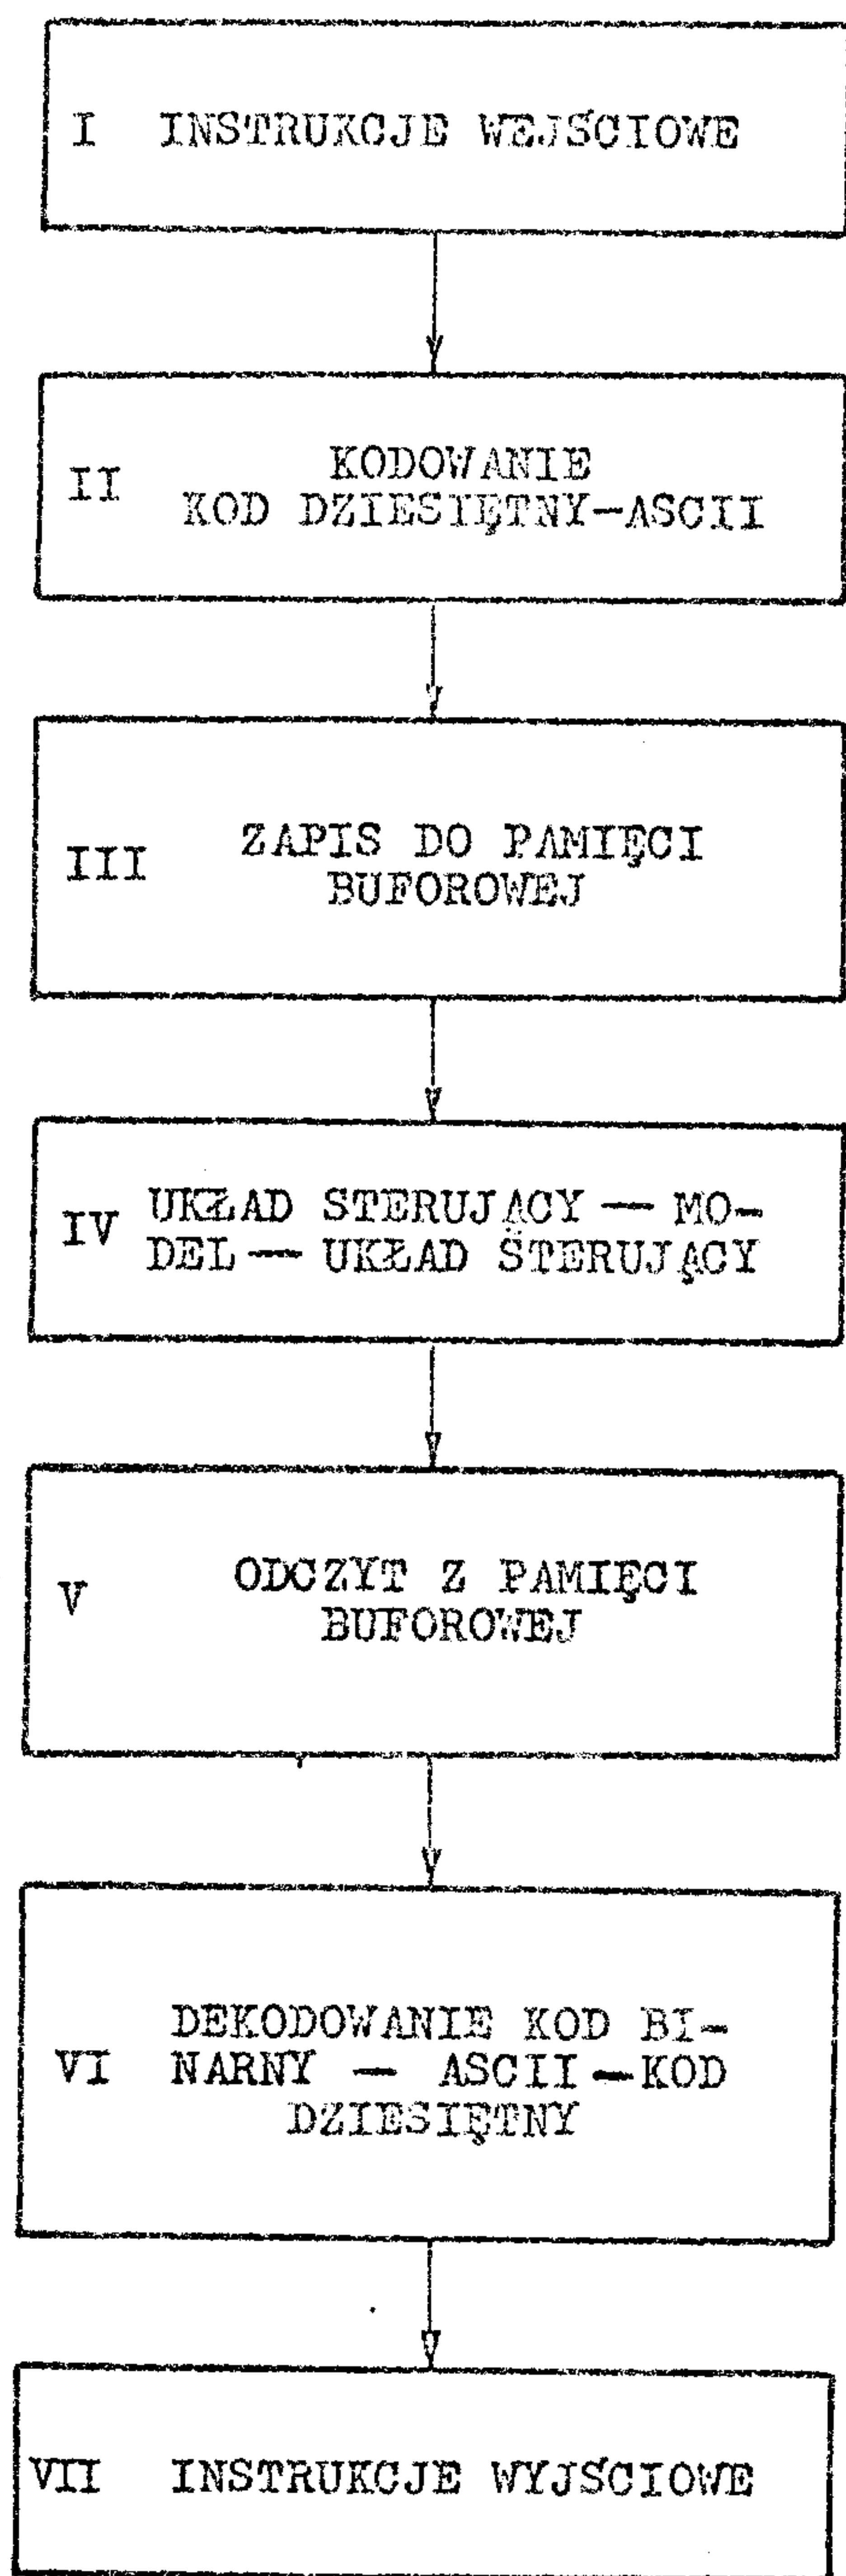 I INSTRUKCJE WEJŚCIOWE
KODOWANIE
II KOD DZIESIĘTNY-ASCII
ZAPIS DO PAMIĘCI
III BUFOROWEJ
IV UKŁAD STERUJĄCY — MO-
DEL — UKŁAD STERUJĄCY
ODCZYT Z PAMIĘCI
V BUFOROWEJ
DEKODOWANIE KOD BI-
VI NARNY — ASCII — KOD
DZIESIĘTNY
VII INSTRUKCJE WYJŚCIOWE